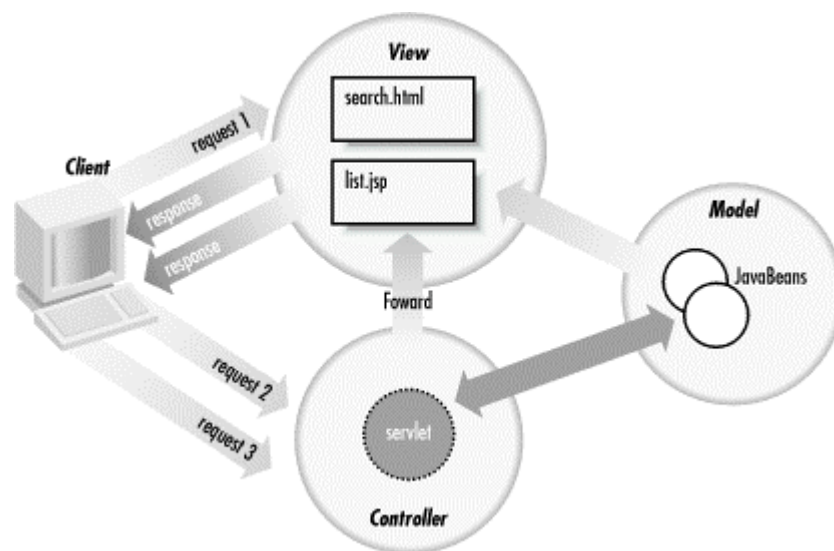 View
search.html
list.jsp
Client
request 1
response
response
Model
JavaBeans
Foward
request 2
request 3
servlet
Controller